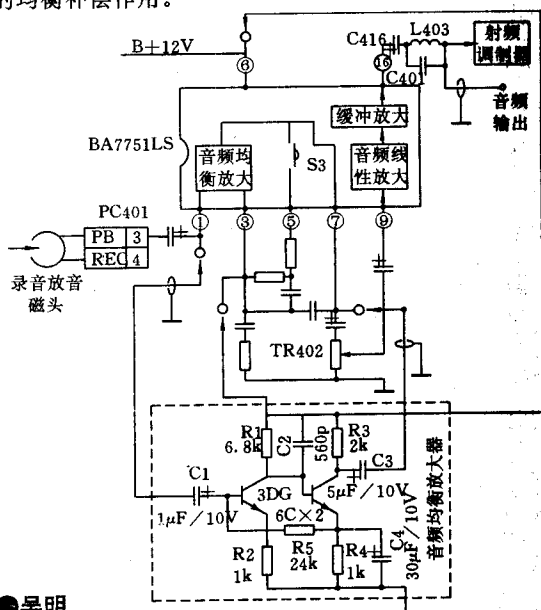 的均衡补偿作用。
B＋12V
⑥
C416
⑯
L403
C401
射频
调制器
音频
输出
BA7751LS
缓冲放大
音频均
衡放大
S3
音频线
性放大
PC401
① ③ ⑤ ⑦ ⑨
PB 3
REC 4
录音放音
磁头
TR402
R1
6.8k
C2
560p
R3
2k
C3
C1
1μF／10V
3DG
6C×2
5μF／10V
R2
1k
R5
24k
R4
1k
C4
30μF／10V
音频均衡放大器
●吴明